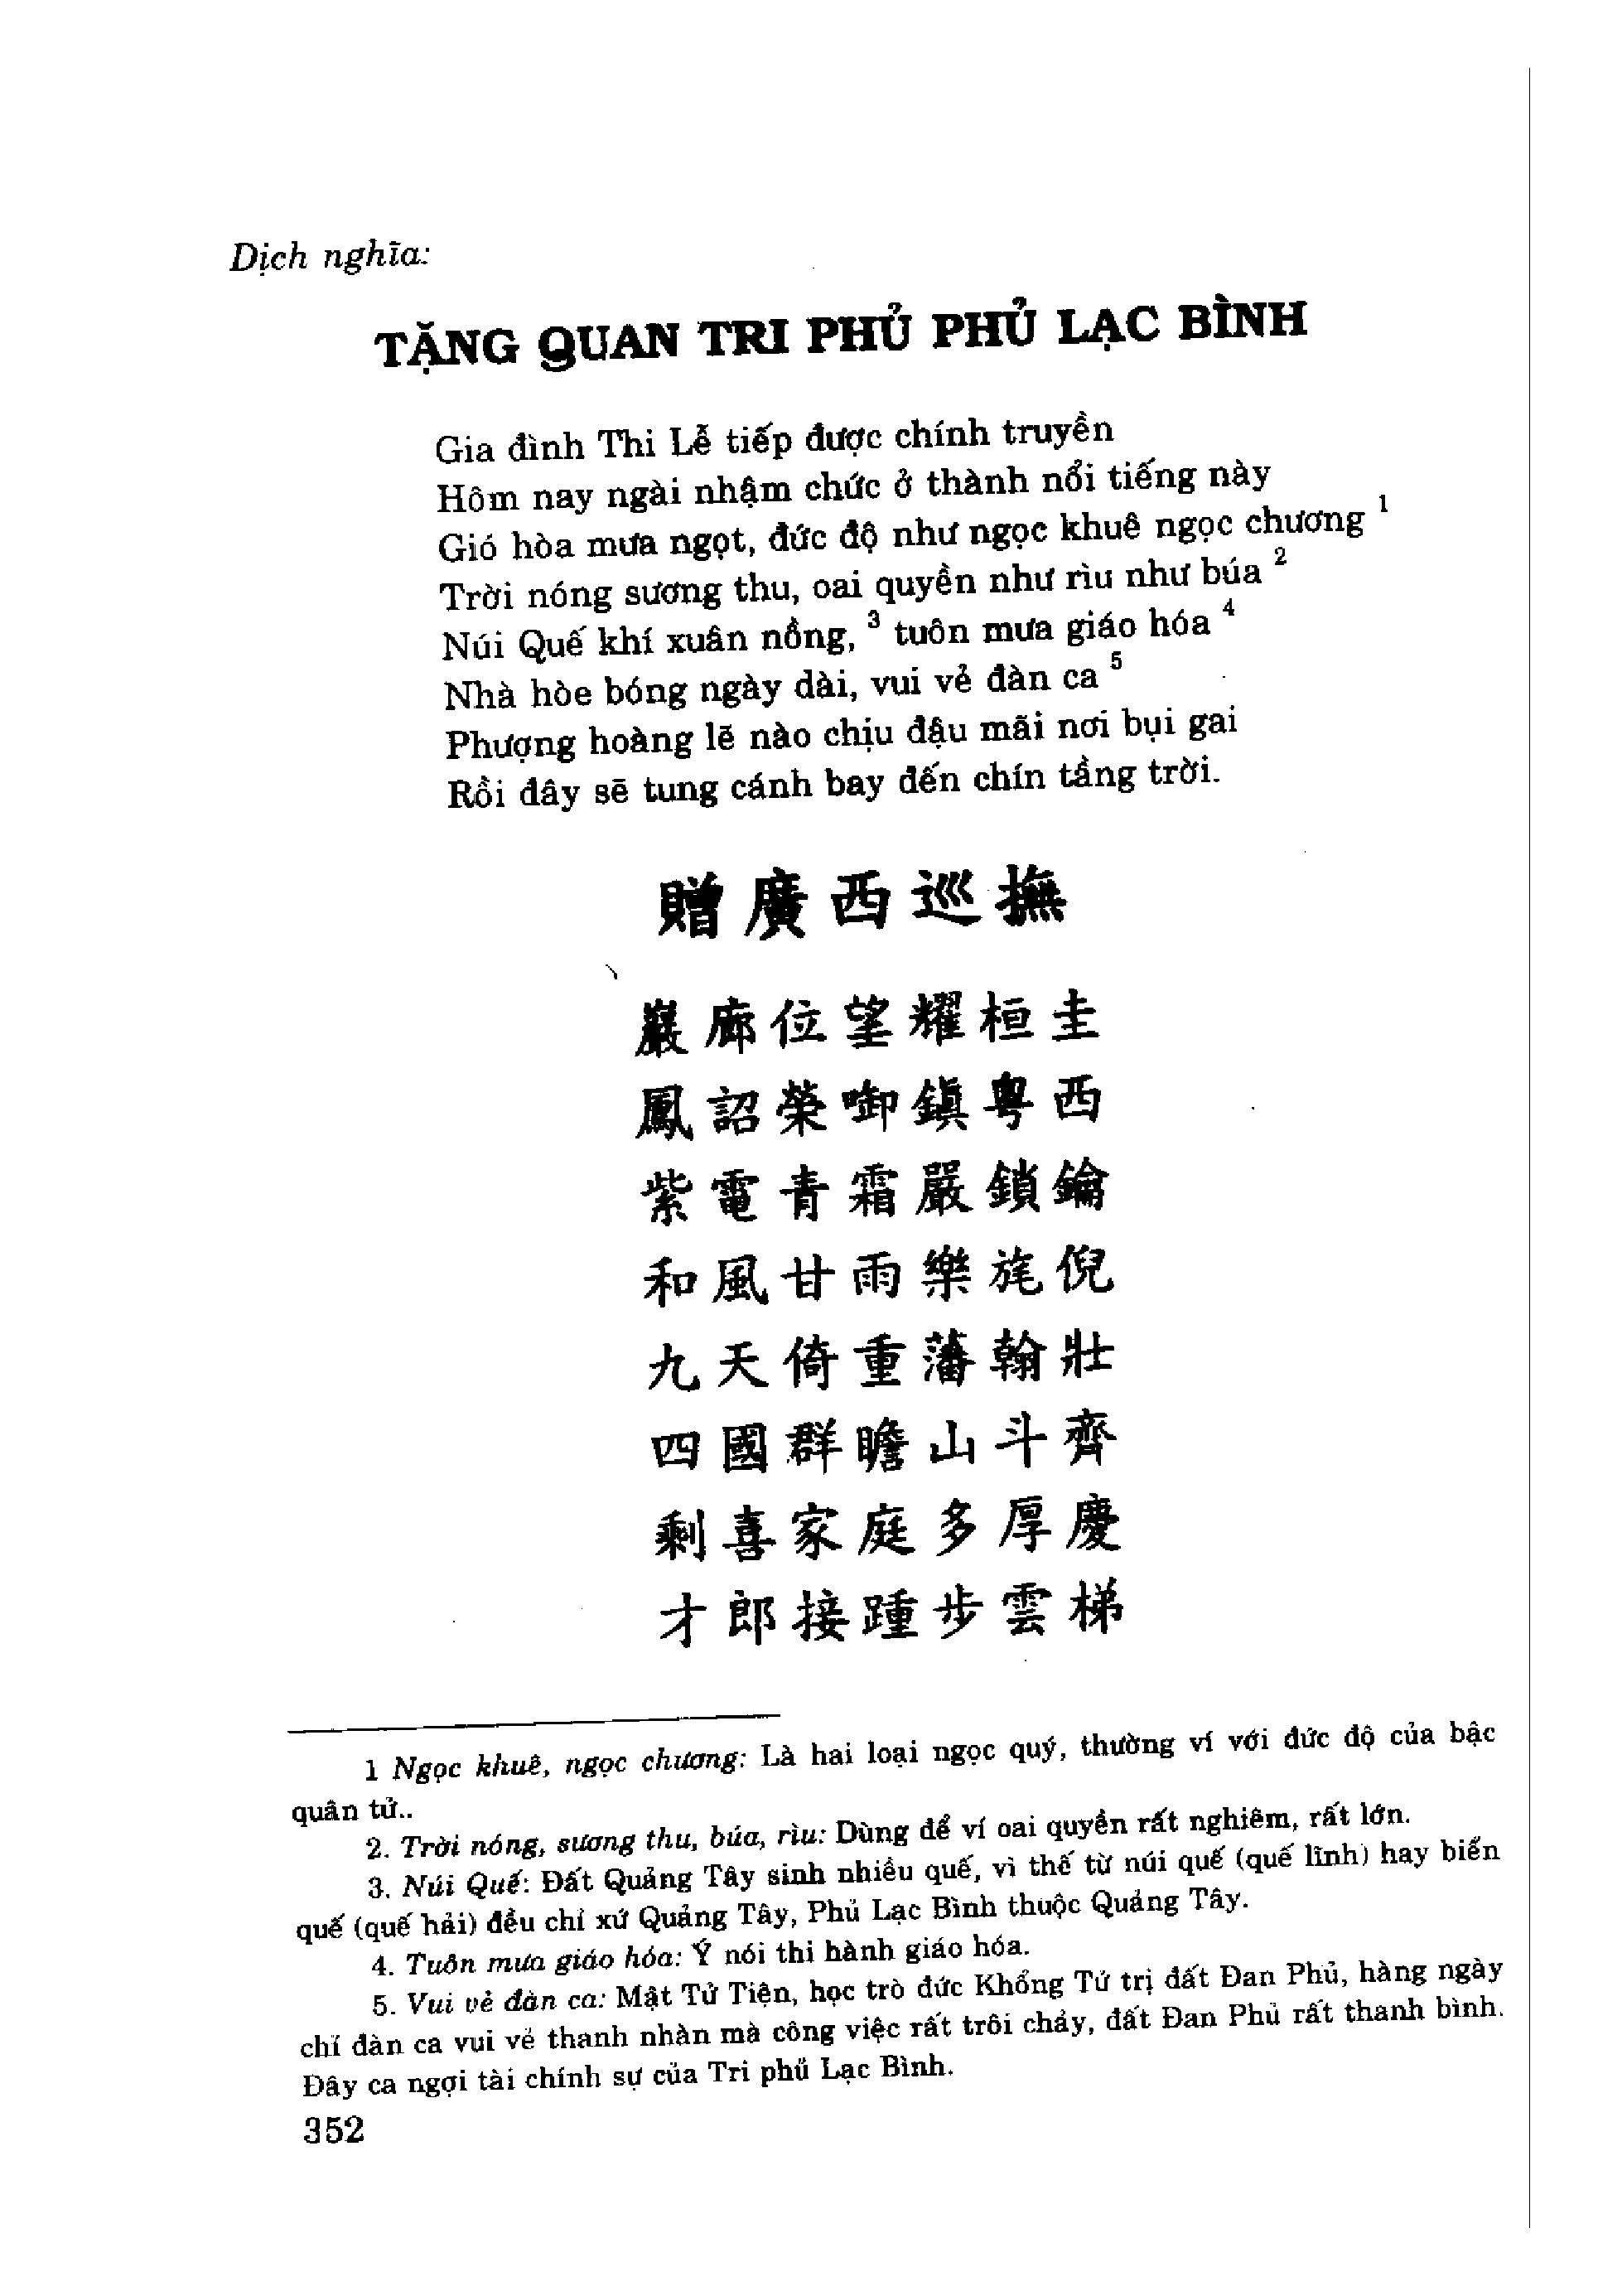 Dịch nghĩa:
TẶNG QUAN TRI PHỦ PHỦ LẠC BÌNH
Gia đình Thi Lễ tiếp được chính truyền
Hôm nay ngài nhậm chức ở thành nổi tiếng này
Gió hòa mưa ngọt, đức độ như ngọc khuê ngọc chương 1
Trời nóng sương thu, oai quyền như rìu như búa 2
Núi Quế khí xuân nồng, 3 tuôn mưa giáo hóa 4
Nhà hòe bóng ngày dài, vui vẻ đàn ca 5
Phượng hoàng lẽ nào chịu đậu mãi nơi bụi gai
Rồi đây sẽ tung cánh bay đến chín tầng trời.
贈廣西巡撫
巖廊位望耀桓圭
鳳詔榮啣鎮粵西
紫電青霜嚴鎖鑰
和風甘雨樂旄倪
九天倚重藩翰壯
四國群瞻山斗齊
剩喜家庭多厚慶
才郎接踵步雲梯
1 Ngọc khuê, ngọc chương: Là hai loại ngọc quý, thường ví với đức độ của bậc
quân tử..
2. Trời nóng, sương thu, búa, rìu: Dùng để ví oai quyền rất nghiêm, rất lớn.
3. Núi Quế: Đất Quảng Tây sinh nhiều quế, vì thế từ núi quế (quế lĩnh) hay biển
quế (quế hải) đều chỉ xứ Quảng Tây, Phủ Lạc Bình thuộc Quảng Tây.
4. Tuôn mưa giáo hóa: Ý nói thi hành giáo hóa.
5. Vui vẻ đàn ca: Mật Tử Tiện, học trò đức Khổng Tử trị đất Đan Phủ, hàng ngày
chỉ đàn ca vui vẻ thanh nhàn mà công việc rất trôi chảy, đất Đan Phủ rất thanh bình.
Đây ca ngợi tài chính sự của Tri phủ Lạc Bình.
352